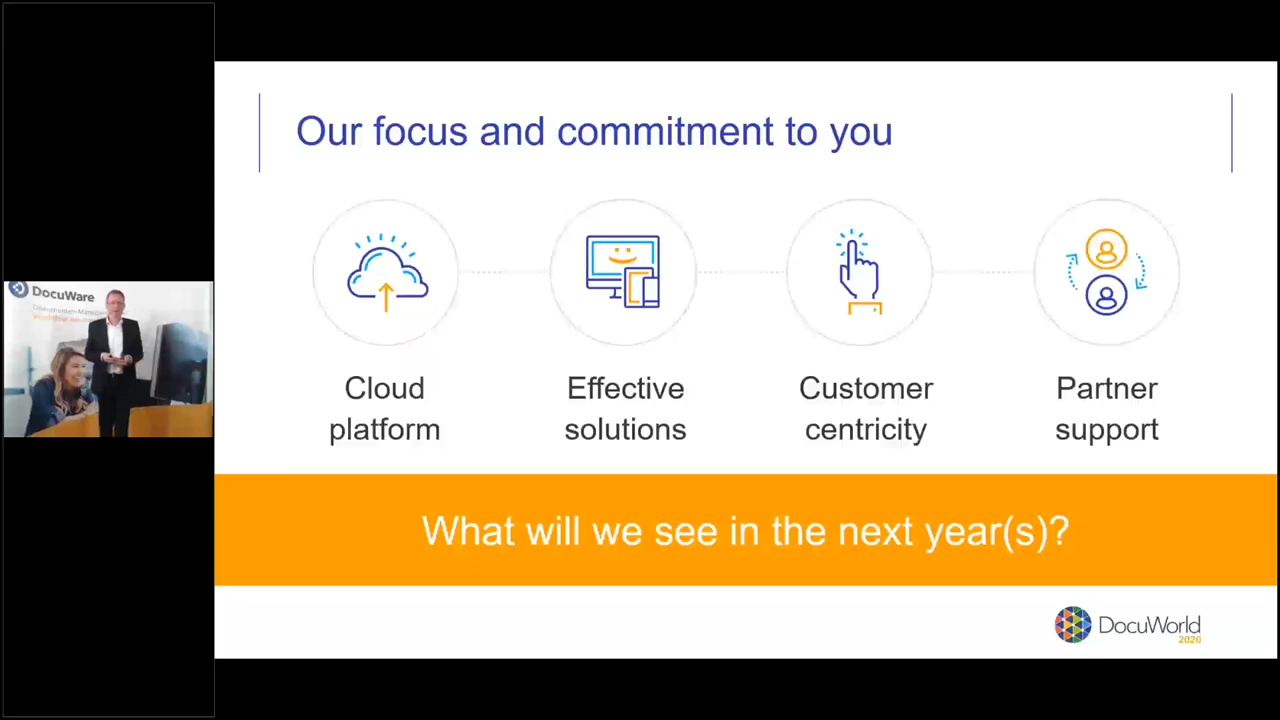 Our focus and commitment to you
Cloud
platform
Effective
solutions
Customer
centricity
Partner
support
What will we see in the next year(s)?
DocuWorld
2020
DocuWare